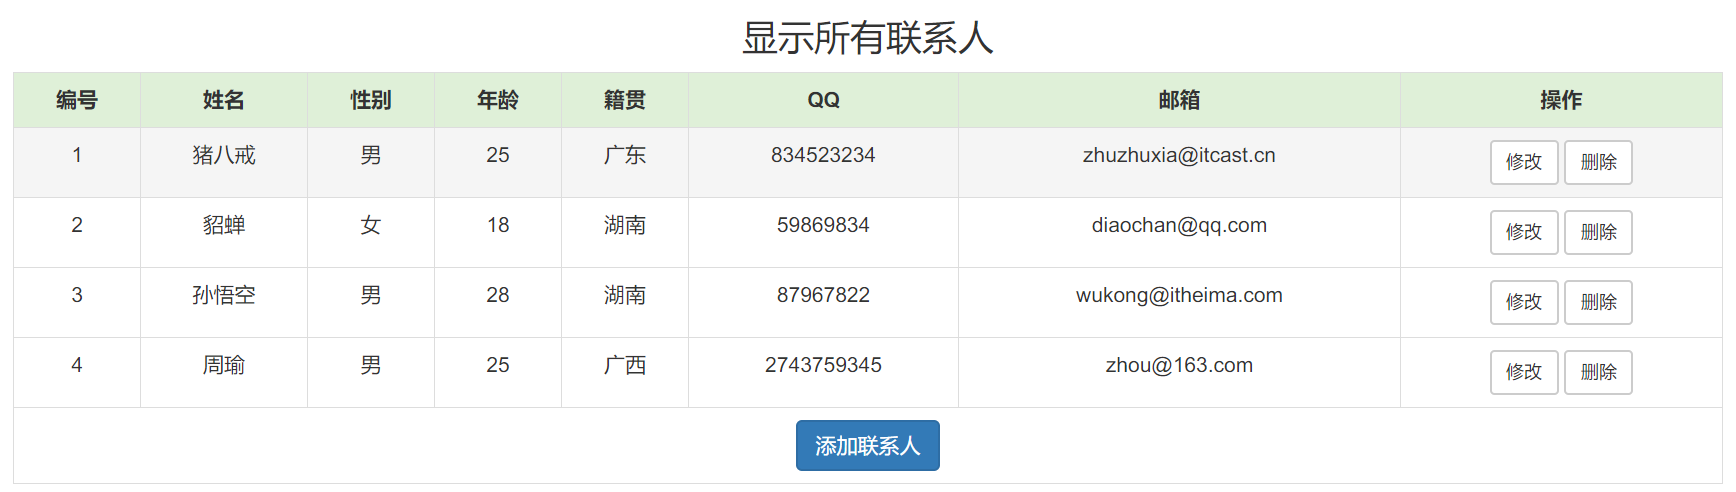 显示所有联系人
编号 姓名 性别 年龄 籍贯 QQ 邮箱 操作
1 猪八戒 男 25 广东 834523234 zhuzhuxia@itcast.cn 修改 删除
2 貂蝉 女 18 湖南 59869834 diaochan@qq.com 修改 删除
3 孙悟空 男 28 湖南 87967822 wukong@itheima.com 修改 删除
4 周瑜 男 25 广西 2743759345 zhou@163.com 修改 删除
添加联系人